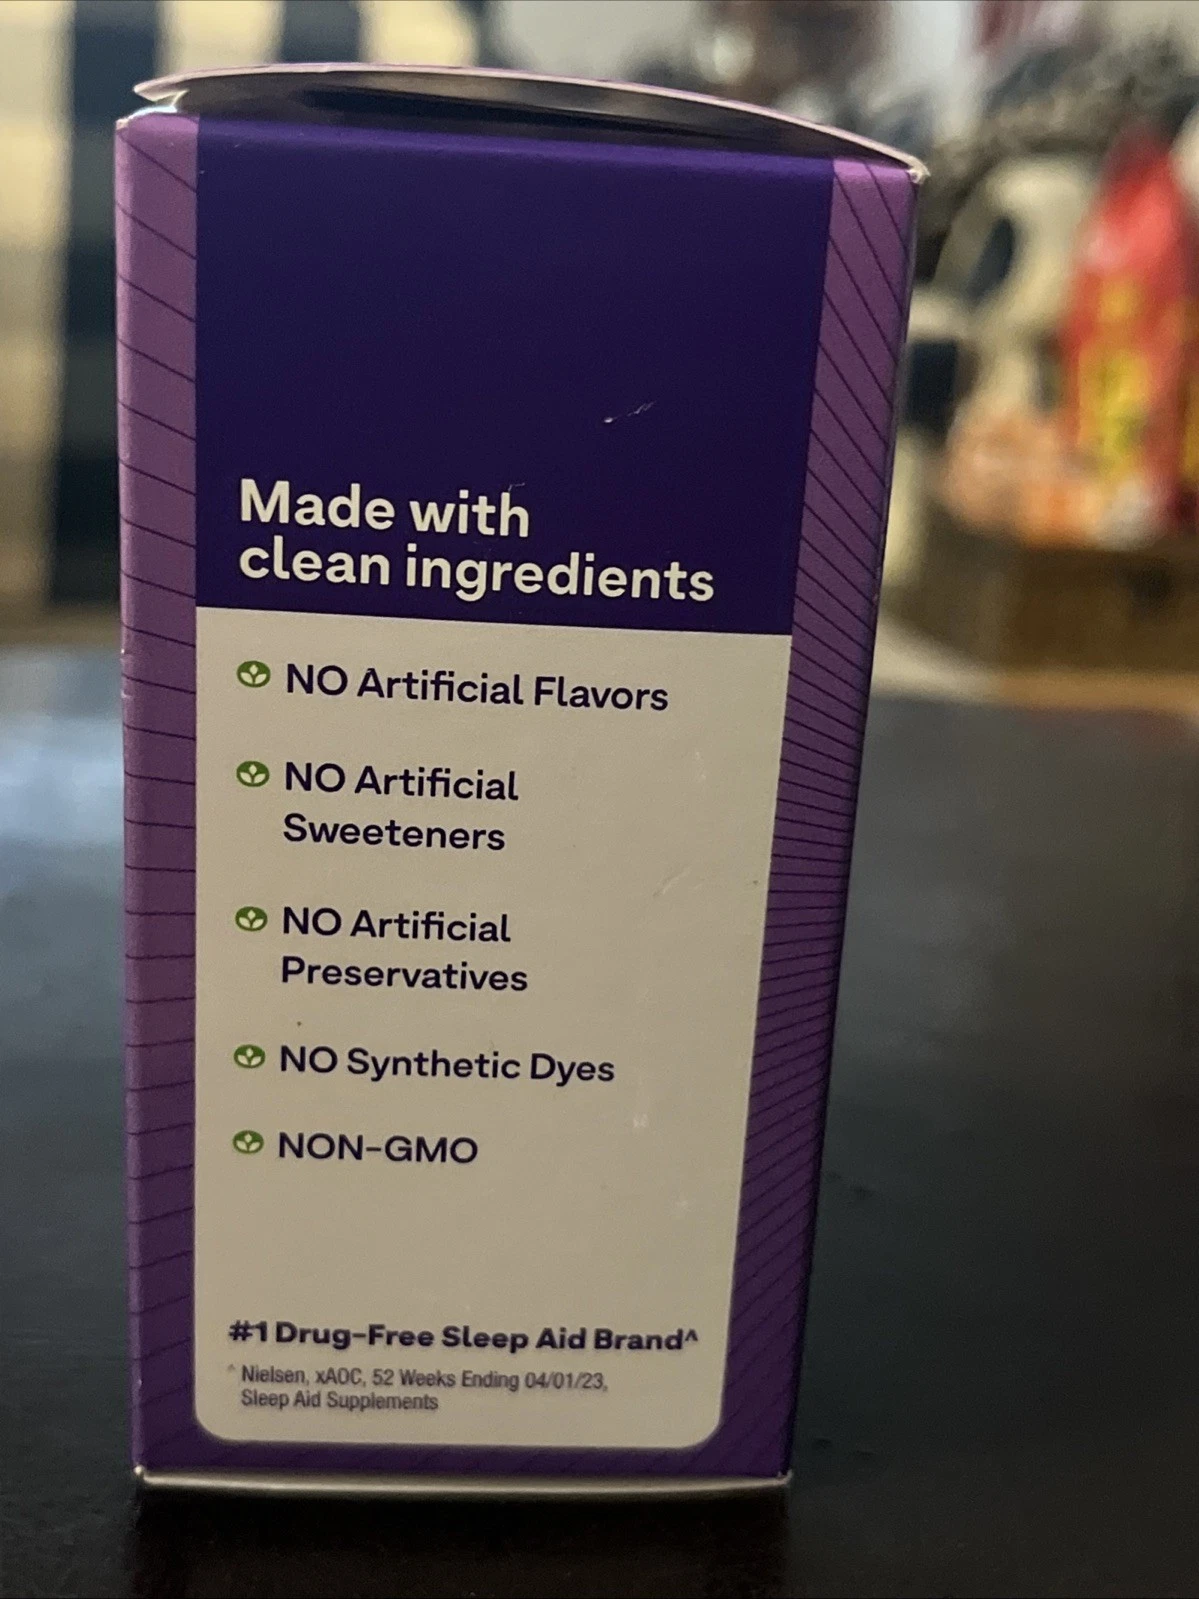 Made with
clean ingredients
NO Artificial Flavors
NO Artificial
Sweeteners
NO Artificial
Preservatives
NO Synthetic Dyes
NON-GMO
#1 Drug-Free Sleep Aid Brand^
^ Nielsen, xAOC, 52 Weeks Ending 04/01/23,
Sleep Aid Supplements